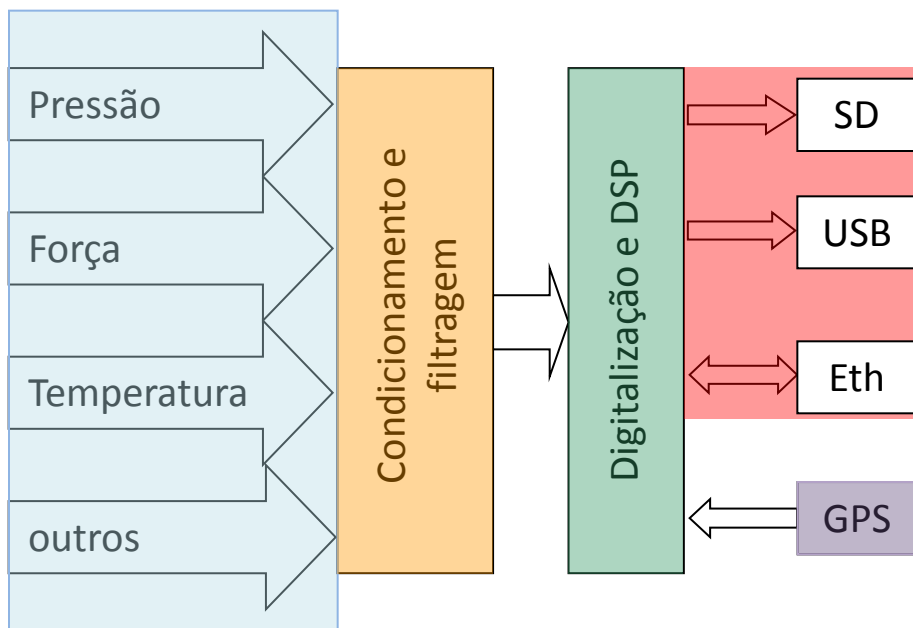 Pressão
Força
Temperatura
outros
Condicionamento e
filtragem
Digitalização e DSP
SD
USB
Eth
GPS